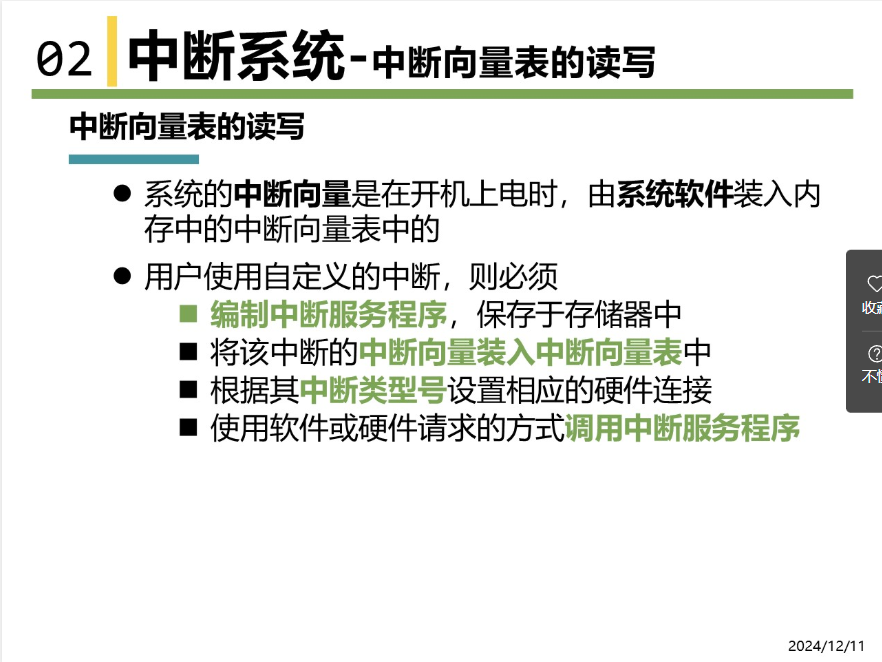 02 中断系统-中断向量表的读写
中断向量表的读写
● 系统的中断向量是在开机上电时，由系统软件装入内
存中的中断向量表中的
● 用户使用自定义的中断，则必须
■ 编制中断服务程序，保存于存储器中
■ 将该中断的中断向量装入中断向量表中
■ 根据其中断类型号设置相应的硬件连接
■ 使用软件或硬件请求的方式调用中断服务程序
收
不
2024/12/11